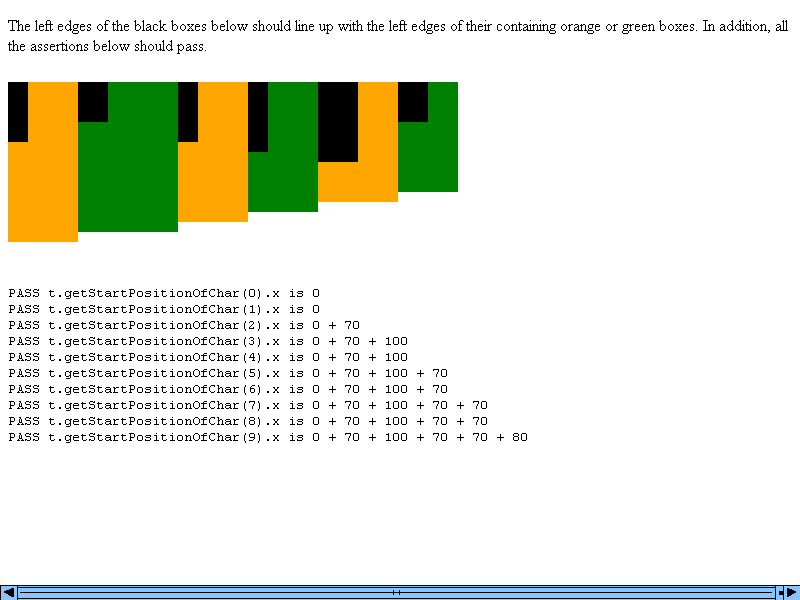 The left edges of the black boxes below should line up with the left edges of their containing orange or green boxes. In addition, all
the assertions below should pass.
PASS t.getStartPositionOfChar(0).x is 0
PASS t.getStartPositionOfChar(1).x is 0
PASS t.getStartPositionOfChar(2).x is 0 + 70
PASS t.getStartPositionOfChar(3).x is 0 + 70 + 100
PASS t.getStartPositionOfChar(4).x is 0 + 70 + 100
PASS t.getStartPositionOfChar(5).x is 0 + 70 + 100 + 70
PASS t.getStartPositionOfChar(6).x is 0 + 70 + 100 + 70
PASS t.getStartPositionOfChar(7).x is 0 + 70 + 100 + 70 + 70
PASS t.getStartPositionOfChar(8).x is 0 + 70 + 100 + 70 + 70
PASS t.getStartPositionOfChar(9).x is 0 + 70 + 100 + 70 + 70 + 80